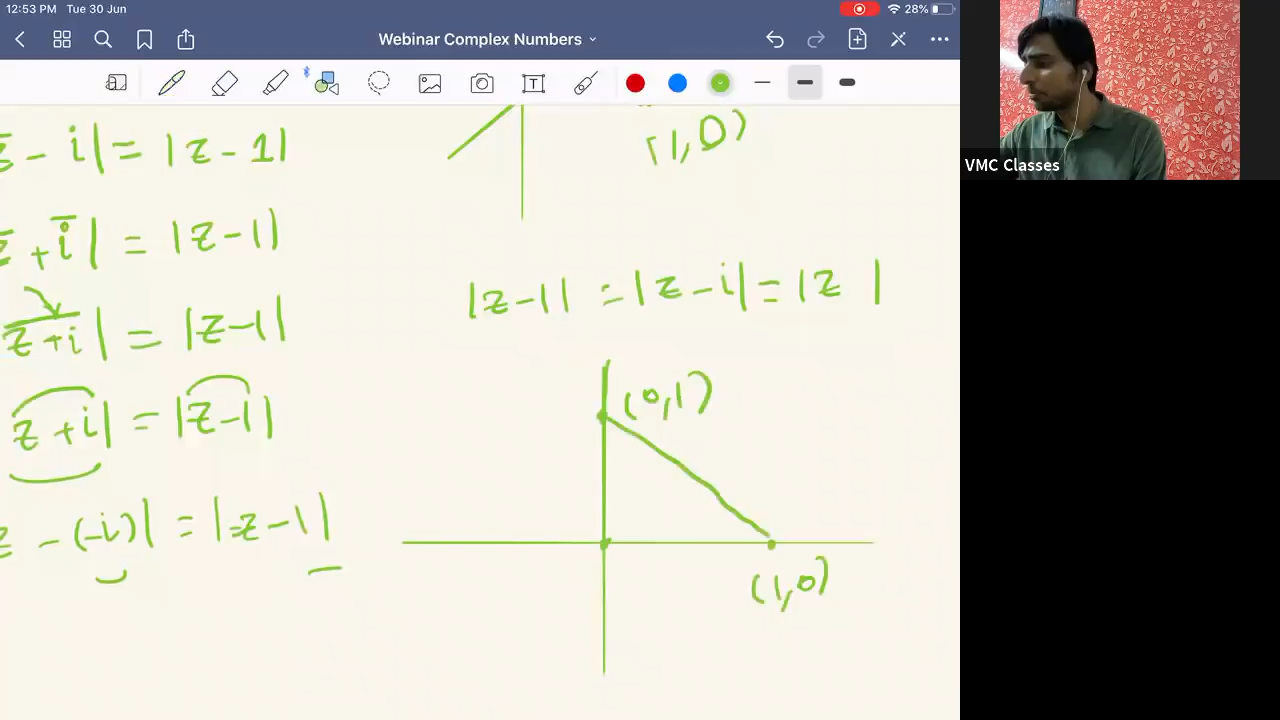 12:53 PM Tue 30 Jun
28%
Webinar Complex Numbers
VMC Classes
z̅ - i| = |z - 1|
(1, 0)
z̅ + i̅| = |z - 1|
|z - 1| = |z - i| = |z |
z̅+̅i̅| = |z - 1|
(0, 1)
z + i| = |z - 1|
z - (-i)| = |z - 1|
(1, 0)